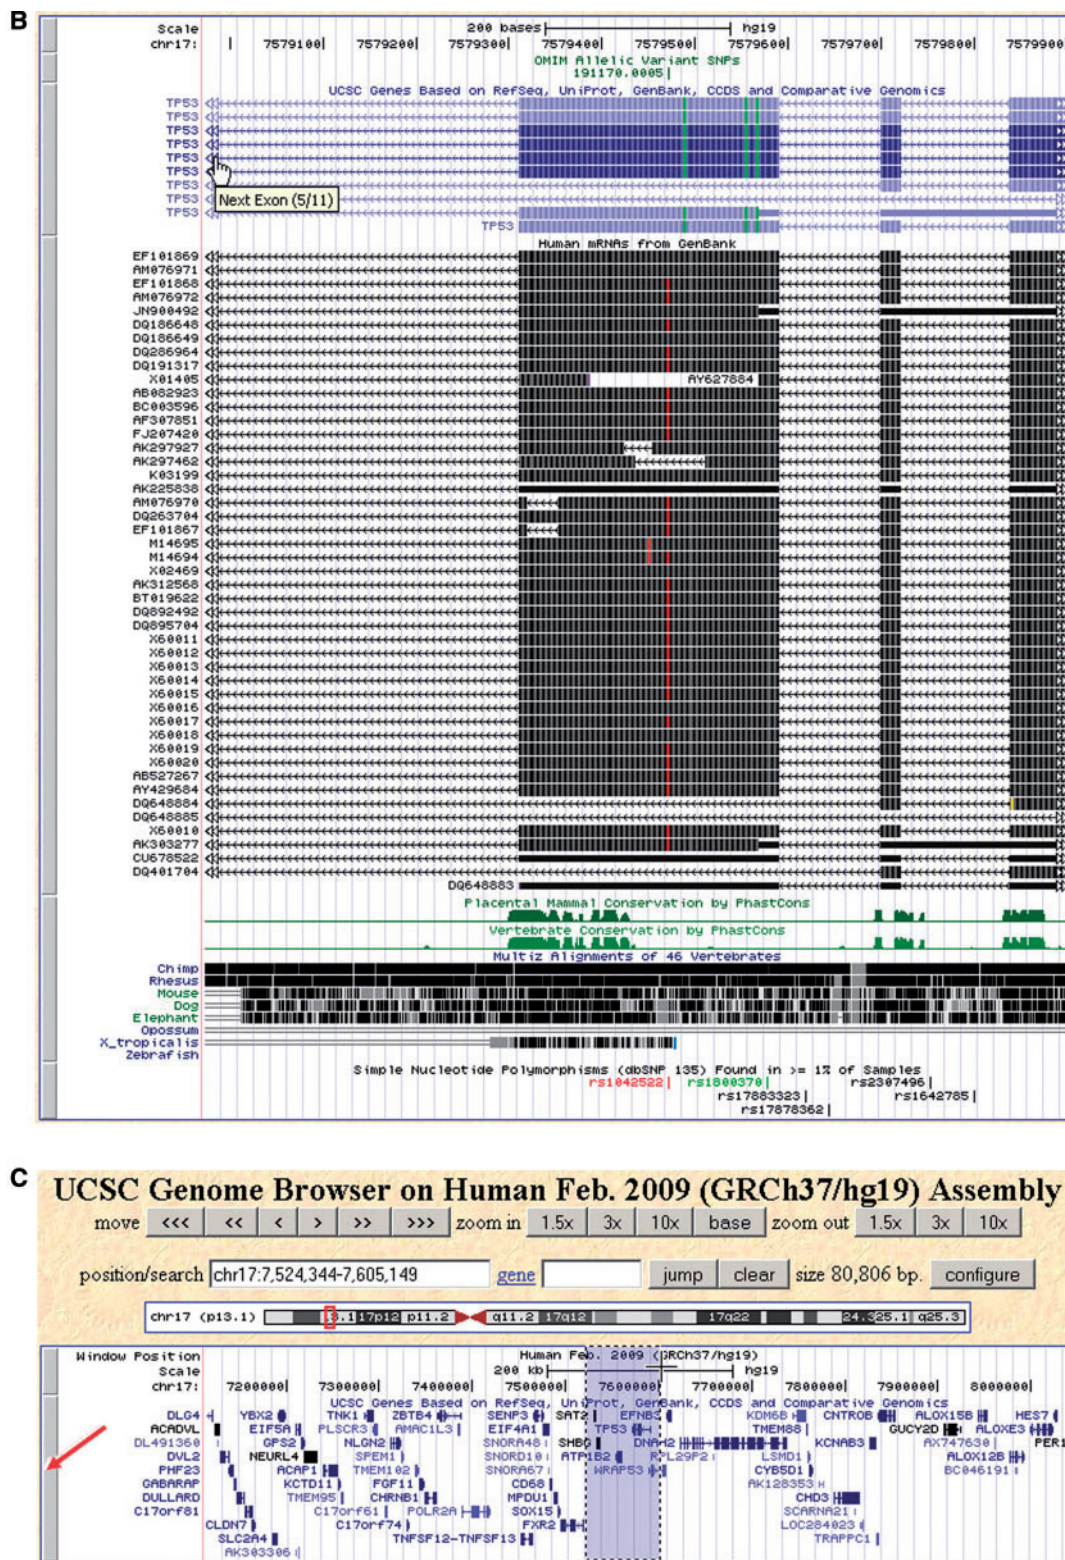 B
Scale 200 bases hg19
chr17: 7579100 7579200 7579300 7579400 7579500 7579600 7579700 7579800 7579900
OMIM Allelic Variant SNPs
191170.0005
UCSC Genes Based on RefSeq, UniProt, GenBank, CCDS and Comparative Genomics
TP53
TP53
TP53
TP53
TP53
TP53
TP53
TP53
Next Exon (5/11)
TP53
TP53
Human mRNAs from GenBank
EF101869
AM076971
EF101868
AM076972
JN900492
DQ186648
DQ186649
DQ286964
DQ191317
X01405 AY627884
AB082923
BC003596
AF307851
FJ207420
AK297927
AK297462
K03199
AK225838
AM076970
DQ263704
EF101867
M14695
M14694
X02469
AK312568
BT019622
DQ892492
DQ895704
X60011
X60012
X60013
X60014
X60015
X60016
X60017
X60018
X60019
X60020
AB527267
AY429684
DQ648884
DQ648885
X60010
AK303277
CU678522
DQ401704
DQ648883
Placental Mammal Conservation by PhastCons
Vertebrate Conservation by PhastCons
Multiz Alignments of 46 Vertebrates
Chimp
Rhesus
Mouse
Dog
Elephant
Opossum
X_tropicalis
Zebrafish
Simple Nucleotide Polymorphisms (dbSNP 135) Found in >= 1% of Samples
rs1042522 rs1800370 rs2307496
rs17883323 rs1642785
rs17878362
C
UCSC Genome Browser on Human Feb. 2009 (GRCh37/hg19) Assembly
move <<< << < > >> >>> zoom in 1.5x 3x 10x base zoom out 1.5x 3x 10x
position/search chr17:7,524,344-7,605,149 gene jump clear size 80,806 bp. configure
chr17 (p13.1) 17p12 p11.2 q11.2 17q12 17q22 25.1 q25.3
Window Position Human Feb. 2009 (GRCh37/hg19)
Scale 200 kb hg19
chr17: 7200000 7300000 7400000 7500000 7600000 7700000 7800000 7900000 8000000
UCSC Genes Based on RefSeq, UniProt, GenBank, CCDS and Comparative Genomics
DLG4 YBX2 TNK1 ZBTB4 SENP3 SAT2 EFNB3 KDM6B CNTROB ALOX15B HES7
ACADVL EIF5A PLSCR3 AMAC1L3 EIF4A1 TP53 TMEM88 GUCY2D ALOXE3
DL491360 GPS2 NLGN2 SNORA48 SHBG DNAH2 KCNAB3 AX747630 PER1
DVL2 NEURL4 SPEM1 SNORD10 ATP1B2 RPL29P2 LSMD1 ALOX12B
PHF23 ACAP1 TMEM102 SNORA67 WRAP53 CYB5D1 BC046191
GABARAP KCTD11 FGF11 CD68 AK128353
DULLARD TMEM95 CHRNB1 MPDU1 CHD3
C17orf81 C17orf61 POLR2A SOX15 SCARNA21
CLDN7 C17orf74 FXR2 LOC284023
SLC2A4 TNFSF12-TNFSF13 TRAPPC1
AK303306